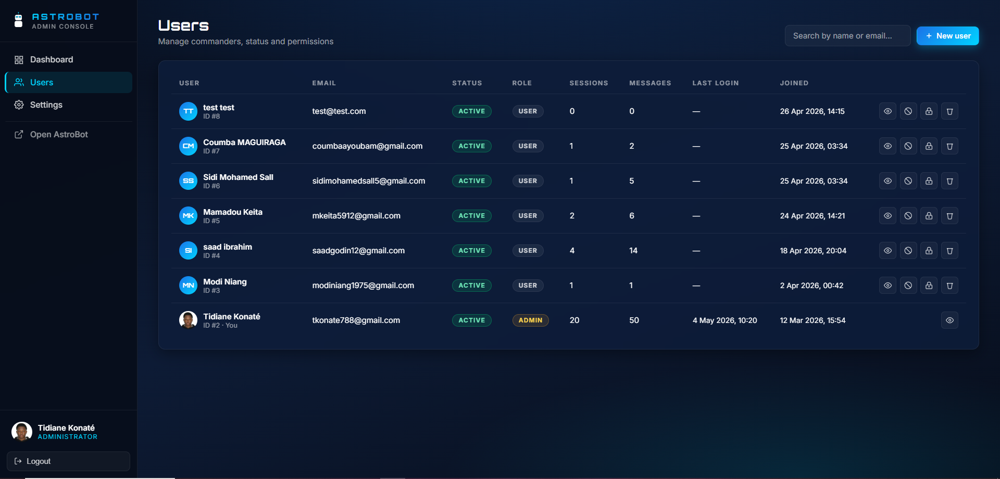 ASTROBOT
ADMIN CONSOLE
Dashboard
Users
Settings
Open AstroBot
Tidiane Konaté
ADMINISTRATOR
Logout
Users
Manage commanders, status and permissions
Search by name or email...
+ New user
USER EMAIL STATUS ROLE SESSIONS MESSAGES LAST LOGIN JOINED
TT test test test@test.com ACTIVE USER 0 0 — 26 Apr 2026, 14:15
ID #8
CM Coumba MAGUIRAGA coumbaayoubam@gmail.com ACTIVE USER 1 2 — 25 Apr 2026, 03:34
ID #7
SS Sidi Mohamed Sall sidimohamedsall5@gmail.com ACTIVE USER 1 5 — 25 Apr 2026, 03:34
ID #6
MK Mamadou Keita mkeita5912@gmail.com ACTIVE USER 2 6 — 24 Apr 2026, 14:21
ID #5
SI saad ibrahim saadgodin12@gmail.com ACTIVE USER 4 14 — 18 Apr 2026, 20:04
ID #4
MN Modi Niang modiniang1975@gmail.com ACTIVE USER 1 1 — 2 Apr 2026, 00:42
ID #3
Tidiane Konaté tkonate788@gmail.com ACTIVE ADMIN 20 50 4 May 2026, 10:20 12 Mar 2026, 15:54
ID #2 · You